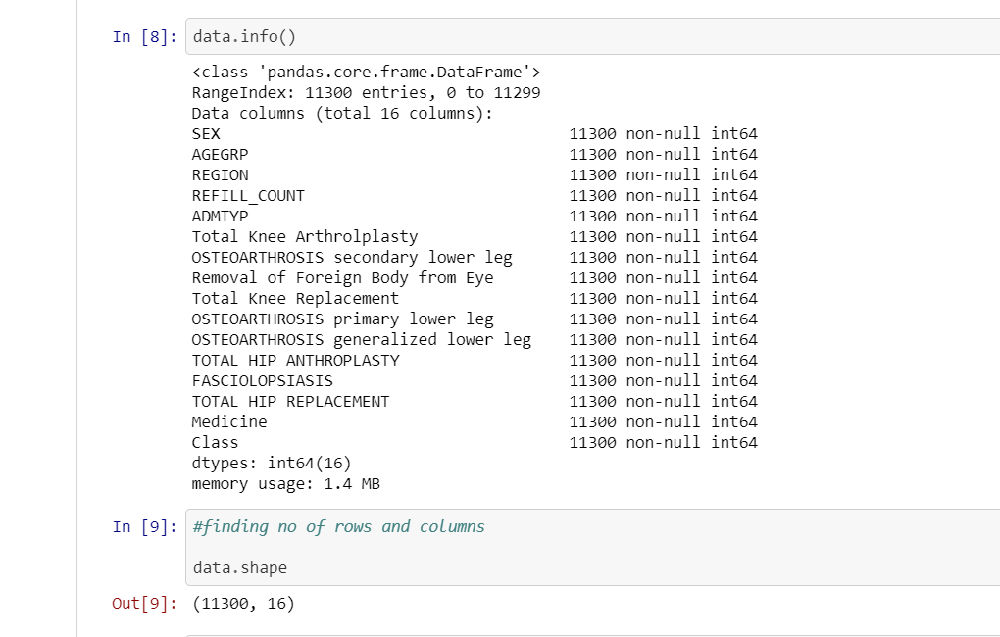 In [8]: data.info()
<class 'pandas.core.frame.DataFrame'>
RangeIndex: 11300 entries, 0 to 11299
Data columns (total 16 columns):
SEX 11300 non-null int64
AGEGRP 11300 non-null int64
REGION 11300 non-null int64
REFILL_COUNT 11300 non-null int64
ADMTYP 11300 non-null int64
Total Knee Arthrolplasty 11300 non-null int64
OSTEOARTHROSIS secondary lower leg 11300 non-null int64
Removal of Foreign Body from Eye 11300 non-null int64
Total Knee Replacement 11300 non-null int64
OSTEOARTHROSIS primary lower leg 11300 non-null int64
OSTEOARTHROSIS generalized lower leg 11300 non-null int64
TOTAL HIP ANTHROPLASTY 11300 non-null int64
FASCIOLOPSIASIS 11300 non-null int64
TOTAL HIP REPLACEMENT 11300 non-null int64
Medicine 11300 non-null int64
Class 11300 non-null int64
dtypes: int64(16)
memory usage: 1.4 MB
In [9]: #finding no of rows and columns
data.shape
Out[9]: (11300, 16)